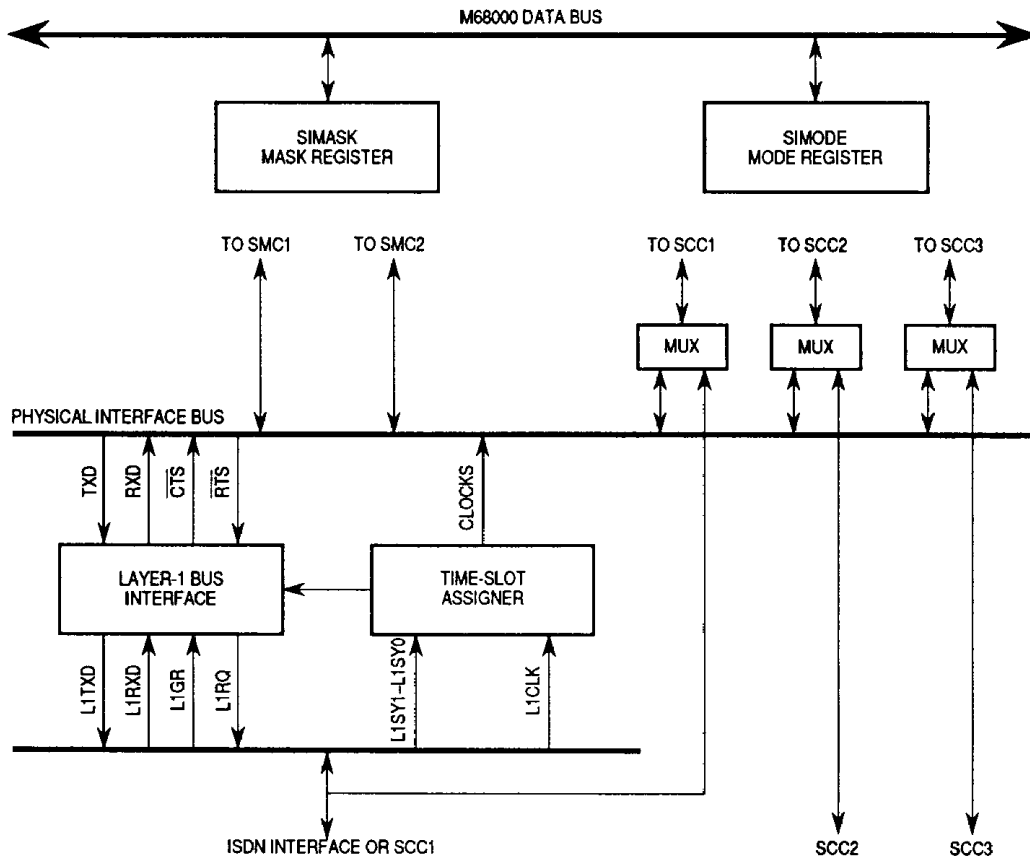 M68000 DATA BUS
SIMASK
MASK REGISTER
SIMODE
MODE REGISTER
TO SMC1
TO SMC2
TO SCC1
TO SCC2
TO SCC3
MUX
MUX
MUX
PHYSICAL INTERFACE BUS
TXD
RXD
CTS
RTS
CLOCKS
LAYER-1 BUS
INTERFACE
TIME-SLOT
ASSIGNER
L1TXD
L1RXD
L1GR
L1RQ
L1SY1–L1SY0
L1CLK
ISDN INTERFACE OR SCC1
SCC2
SCC3